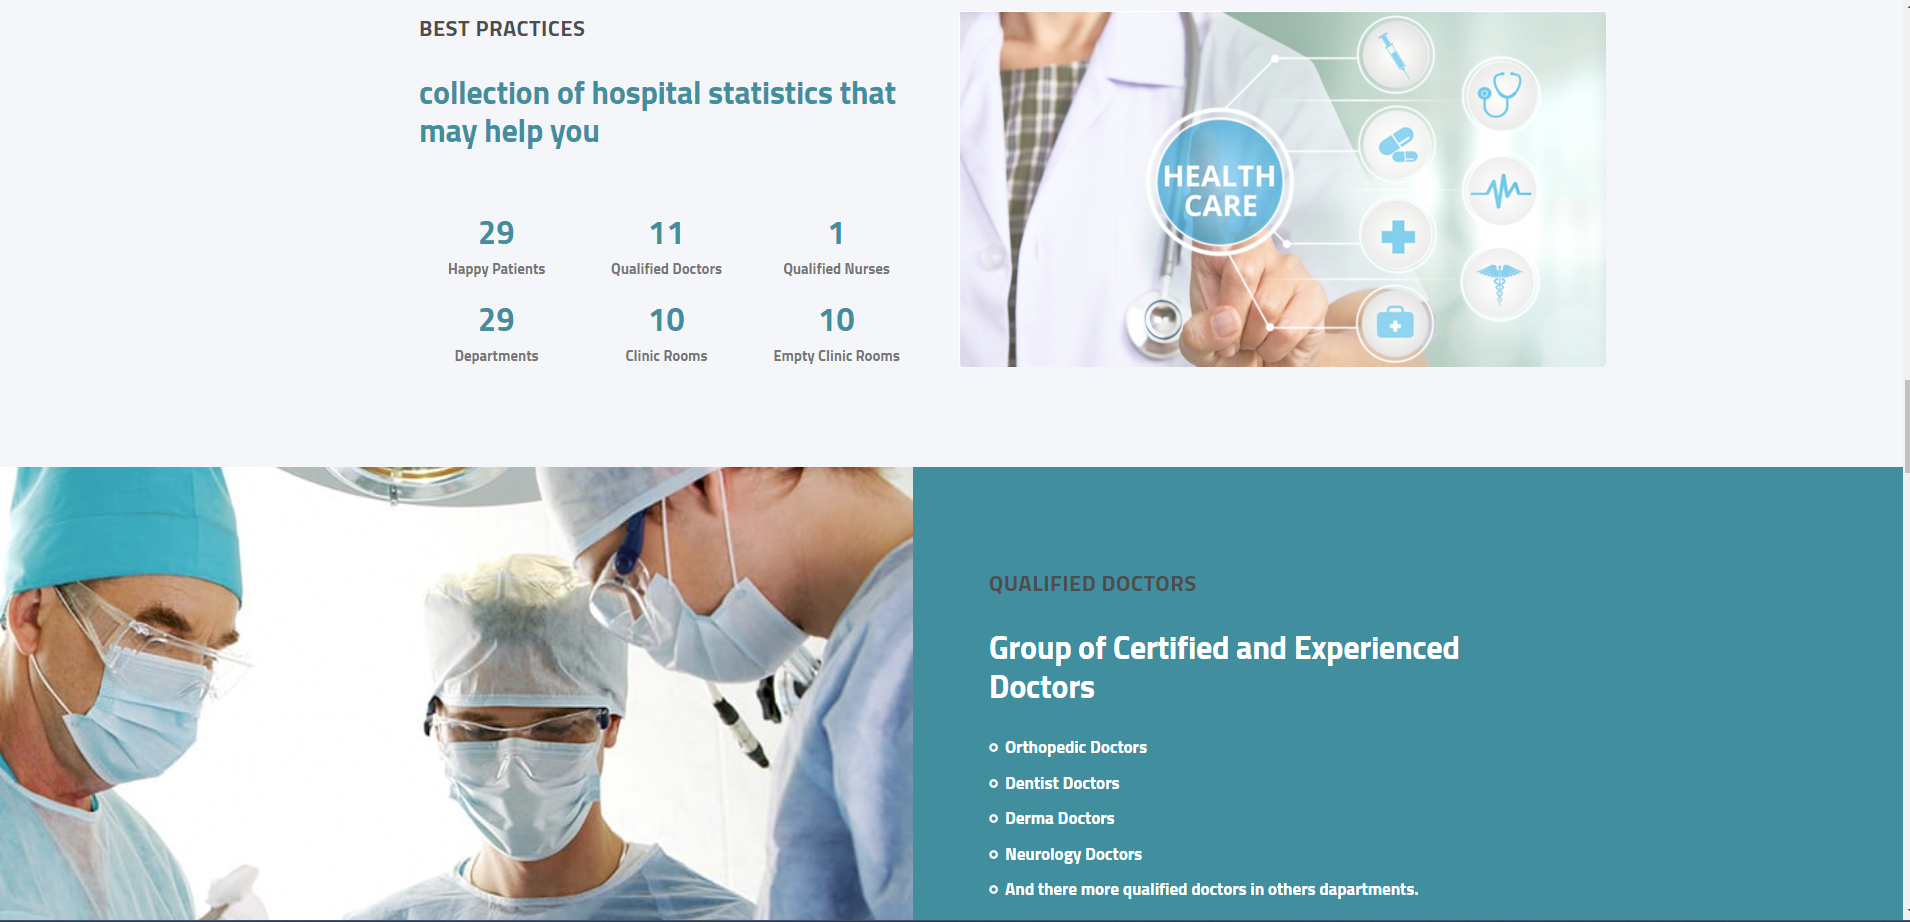 BEST PRACTICES
collection of hospital statistics that
may help you
29
Happy Patients
11
Qualified Doctors
1
Qualified Nurses
29
Departments
10
Clinic Rooms
10
Empty Clinic Rooms
HEALTH
CARE
QUALIFIED DOCTORS
Group of Certified and Experienced
Doctors
Orthopedic Doctors
Dentist Doctors
Derma Doctors
Neurology Doctors
And there more qualified doctors in others dapartments.